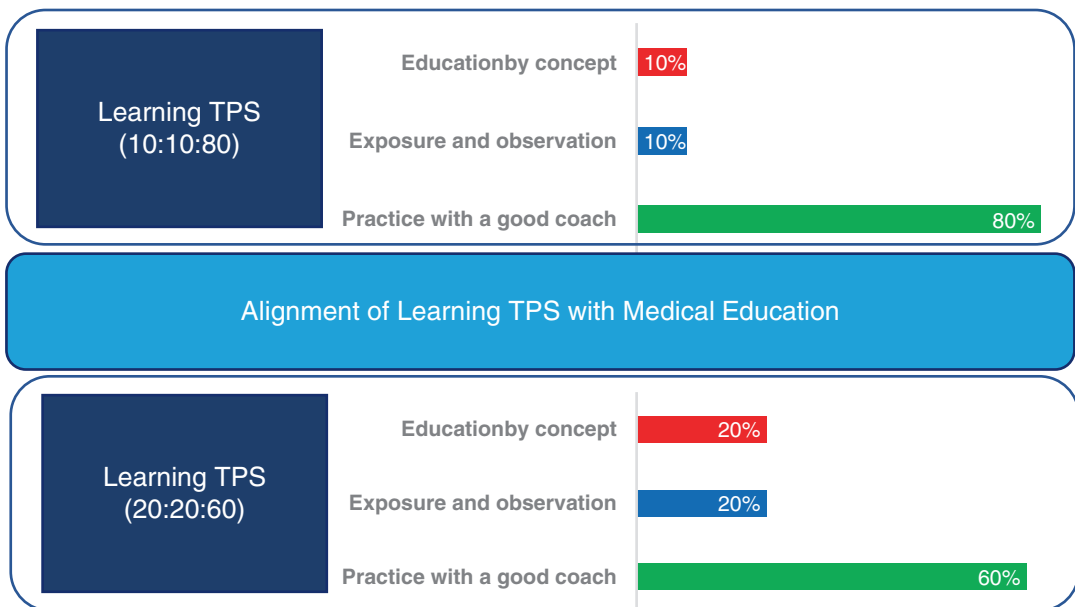 Learning TPS
(10:10:80)
Educationby concept
10%
Exposure and observation
10%
Practice with a good coach
80%
Alignment of Learning TPS with Medical Education
Learning TPS
(20:20:60)
Educationby concept
20%
Exposure and observation
20%
Practice with a good coach
60%